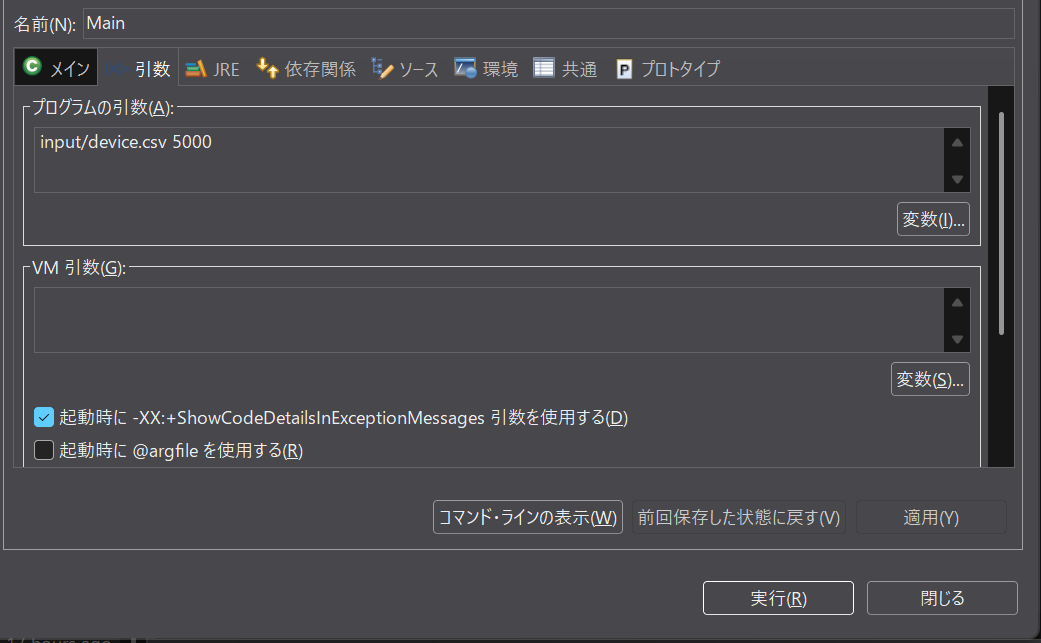 名前(N): Main
メイン 引数 JRE 依存関係 ソース 環境 共通 プロトタイプ
プログラムの引数(A):
input/device.csv 5000
変数(I)...
VM 引数(G):
変数(S)...
起動時に -XX:+ShowCodeDetailsInExceptionMessages 引数を使用する(D)
起動時に @argfile を使用する(R)
コマンド・ラインの表示(W) 前回保存した状態に戻す(V) 適用(Y)
実行(R) 閉じる